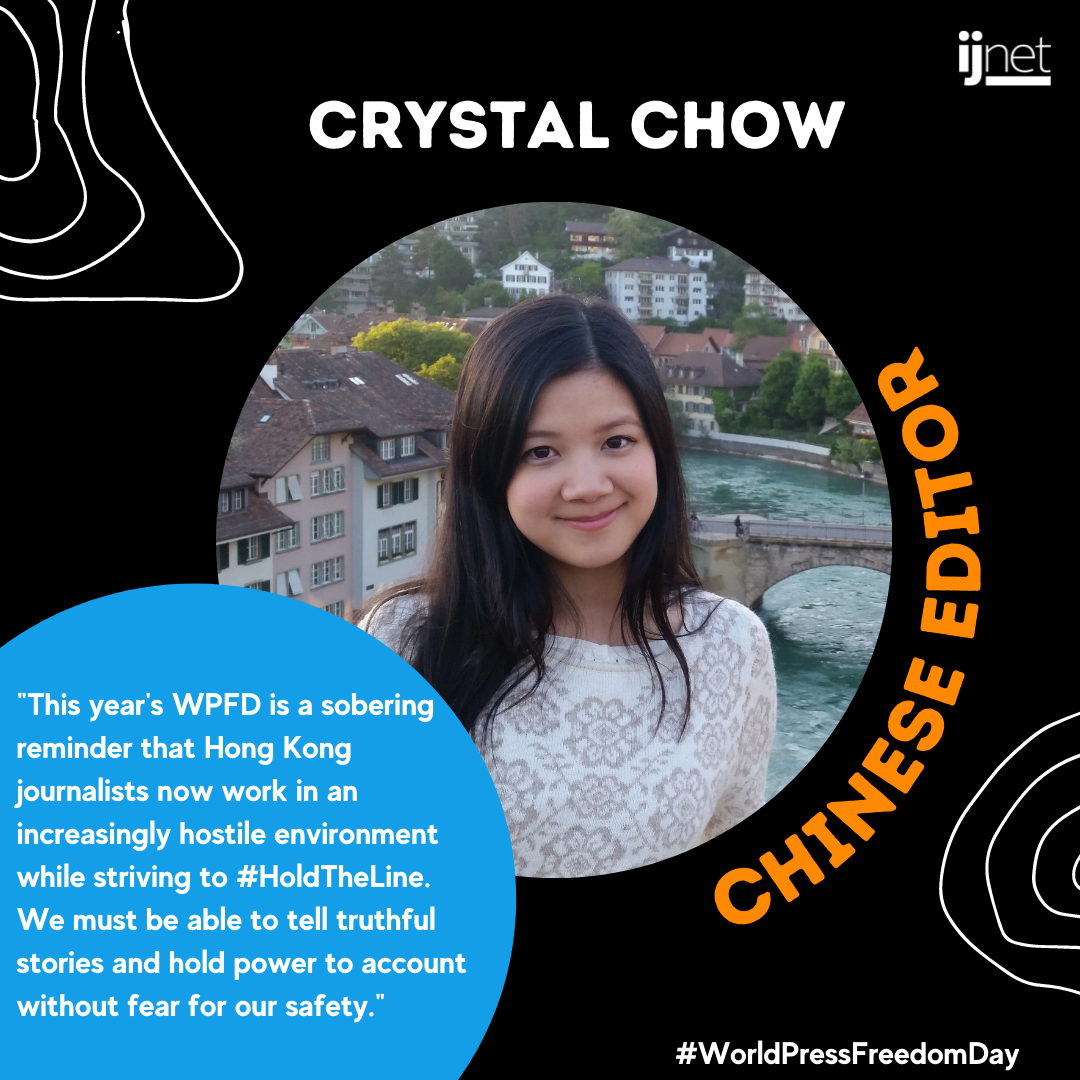 ijnet
CRYSTAL CHOW
CHINESE EDITOR
"This year's WPFD is a sobering
reminder that Hong Kong
journalists now work in an
increasingly hostile environment
while striving to #HoldTheLine.
We must be able to tell truthful
stories and hold power to account
without fear for our safety."
#WorldPressFreedomDay